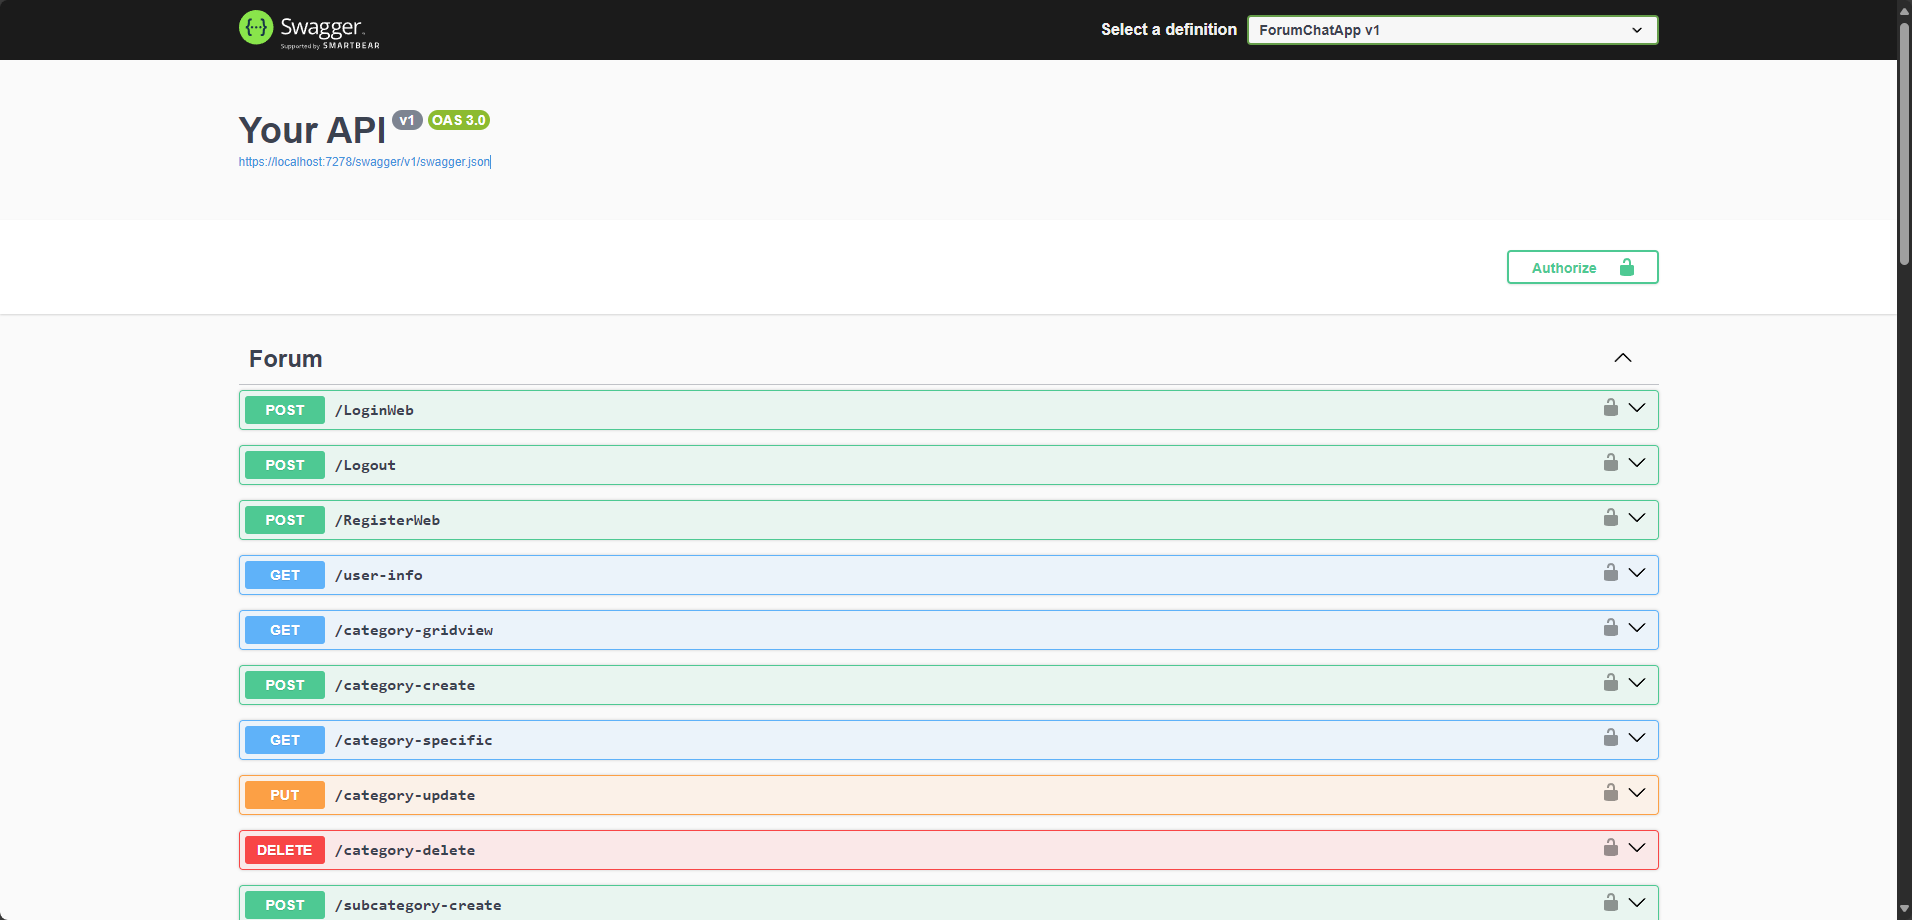 Swagger.
Supported by SMARTBEAR
Select a definition
ForumChatApp v1
Your API v1 OAS 3.0
https://localhost:7278/swagger/v1/swagger.json
Authorize
Forum
POST /LoginWeb
POST /Logout
POST /RegisterWeb
GET /user-info
GET /category-gridview
POST /category-create
GET /category-specific
PUT /category-update
DELETE /category-delete
POST /subcategory-create